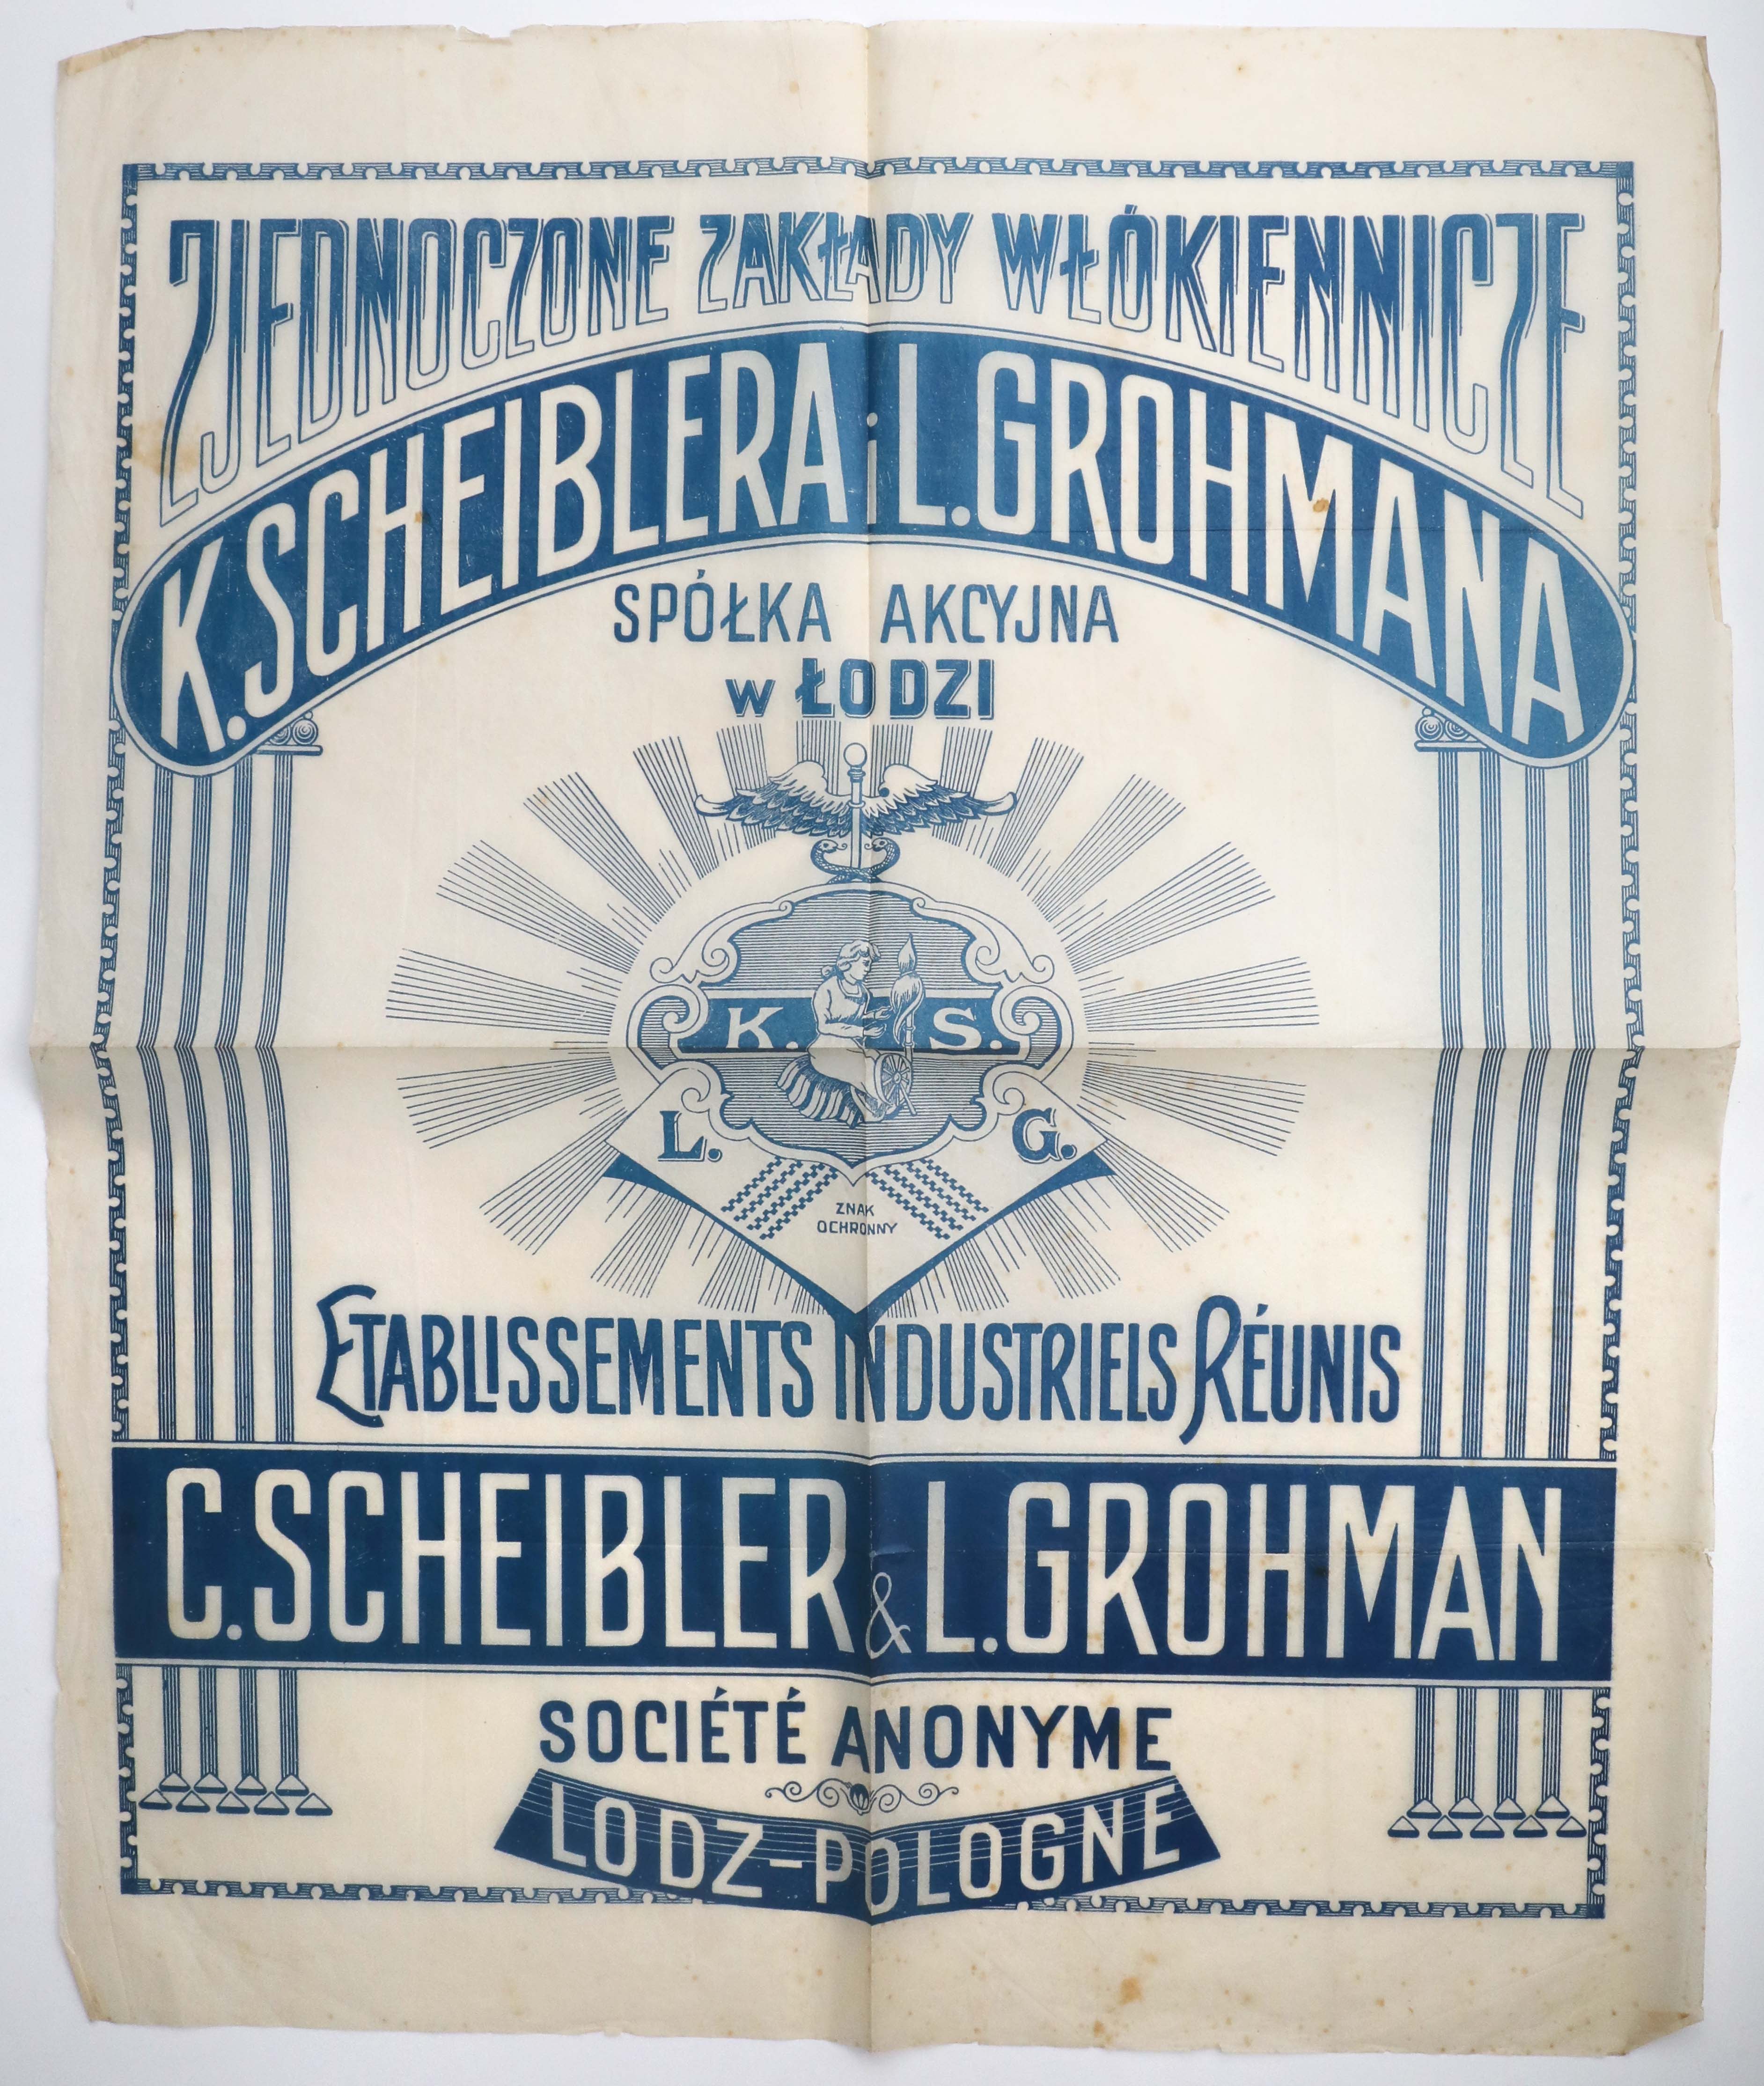 ZJEDNOCZONE ZAKŁADY WŁÓKIENNICZE
K.SCHEIBLERA i L.GROHMANA
SPÓŁKA AKCYJNA
w ŁODZI
K. S.
L. G.
ZNAK
OCHRONNY
ETABLISSEMENTS INDUSTRIELS RÉUNIS
C.SCHEIBLER & L.GROHMAN
SOCIÉTÉ ANONYME
LODZ-POLOGNE